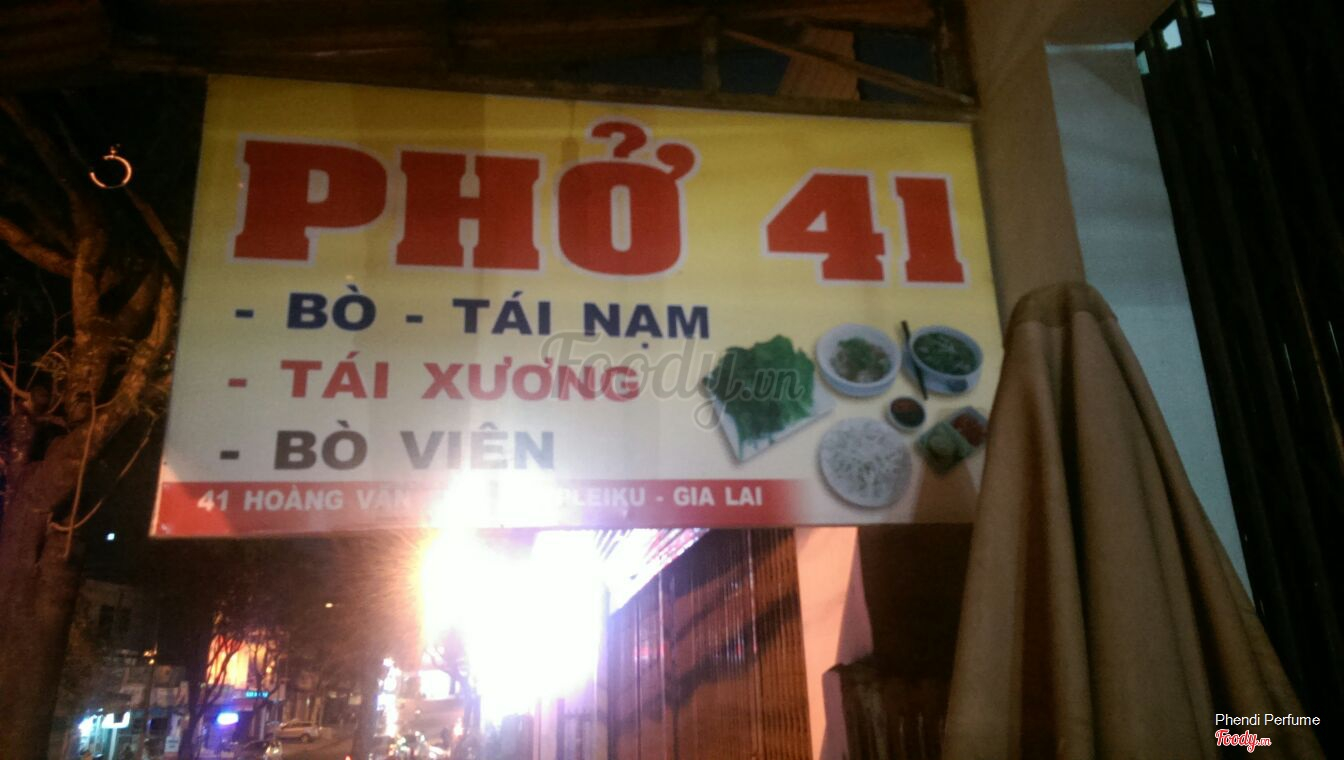 PHỞ 41
- BÒ - TÁI NẠM
- TÁI XƯƠNG
- BÒ VIÊN
41 HOÀNG VĂN PLEIKU - GIA LAI
Foody.vn
Phendi Perfume
Foody.vn